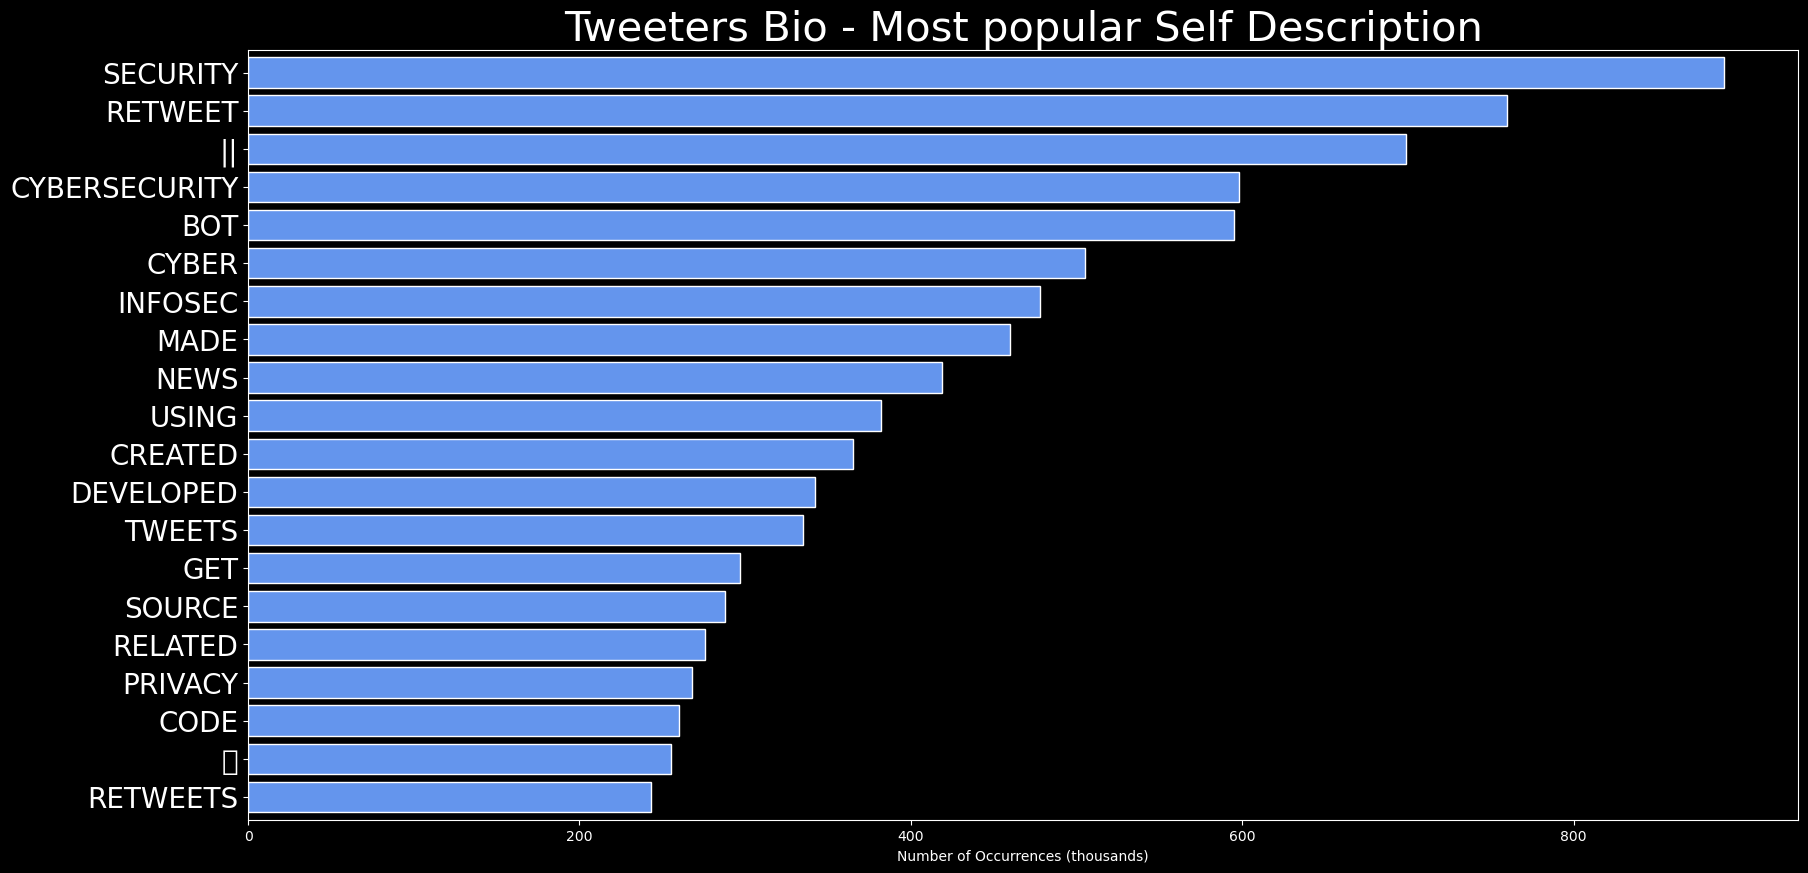 Tweeters Bio - Most popular Self Description
SECURITY
RETWEET
||
CYBERSECURITY
BOT
CYBER
INFOSEC
MADE
NEWS
USING
CREATED
DEVELOPED
TWEETS
GET
SOURCE
RELATED
PRIVACY
CODE
RETWEETS
0 200 400 600 800
Number of Occurrences (thousands)